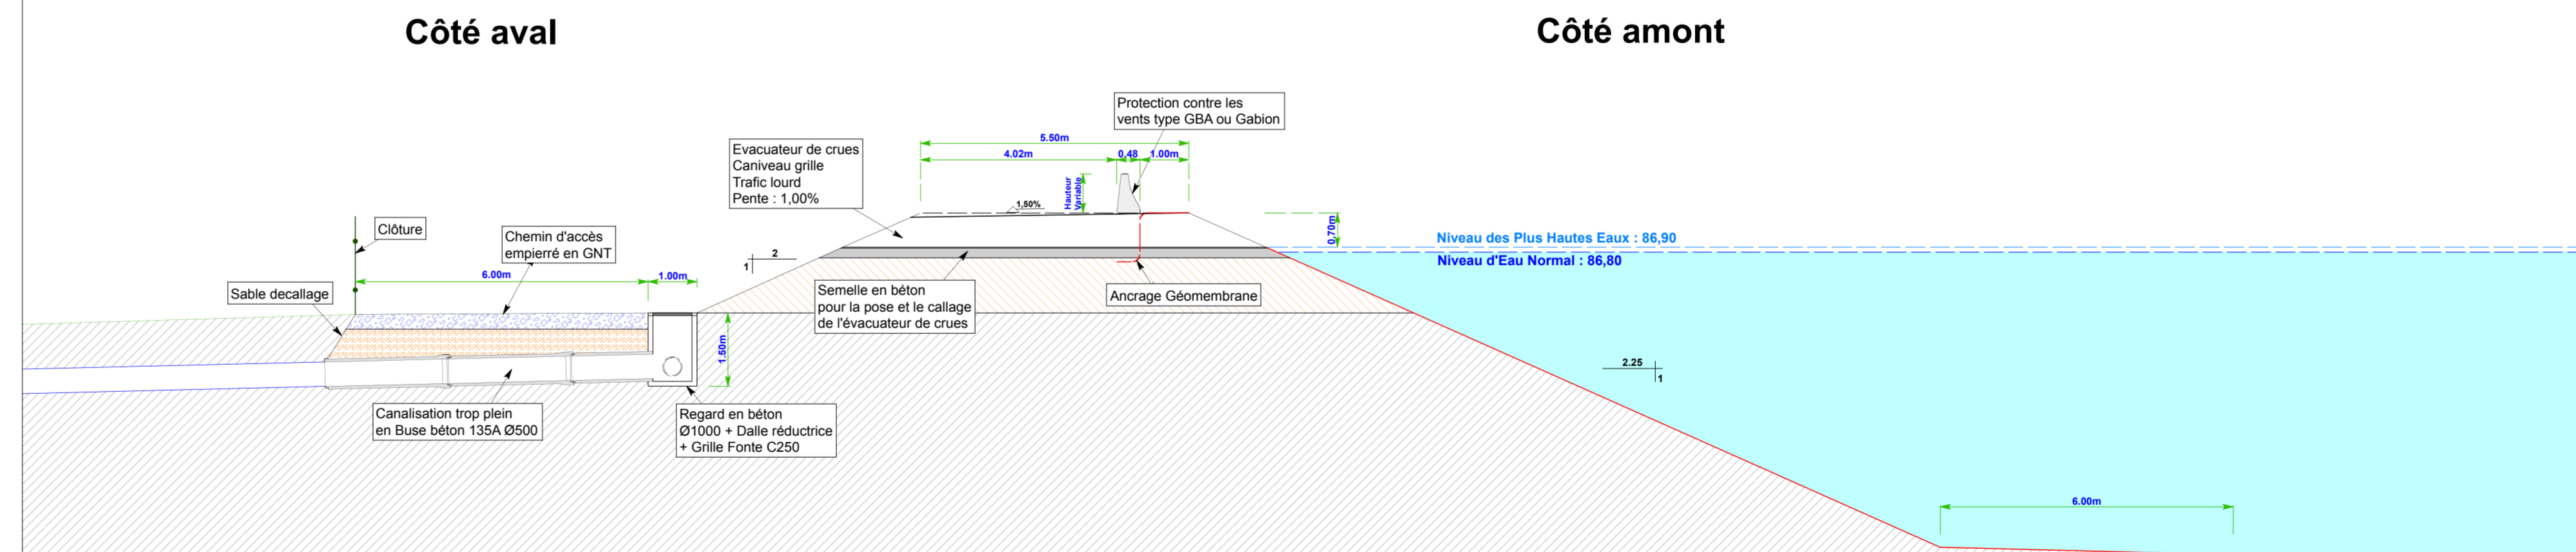 Côté aval
Côté amont
Protection contre les
vents type GBA ou Gabion
5.50m
4.02m
0,48
1.00m
Evacuateur de crues
Caniveau grille
Trafic lourd
Pente : 1,00%
Hauteur
Variable
1,50%
0,70m
Clôture
Chemin d'accès
empierré en GNT
Niveau des Plus Hautes Eaux : 86,90
Niveau d'Eau Normal : 86,80
2
1
6.00m
1.00m
Sable decallage
Semelle en béton
pour la pose et le callage
de l'évacuateur de crues
Ancrage Géomembrane
1.50m
2.25
1
Canalisation trop plein
en Buse béton 135A Ø500
Regard en béton
Ø1000 + Dalle réductrice
+ Grille Fonte C250
6.00m